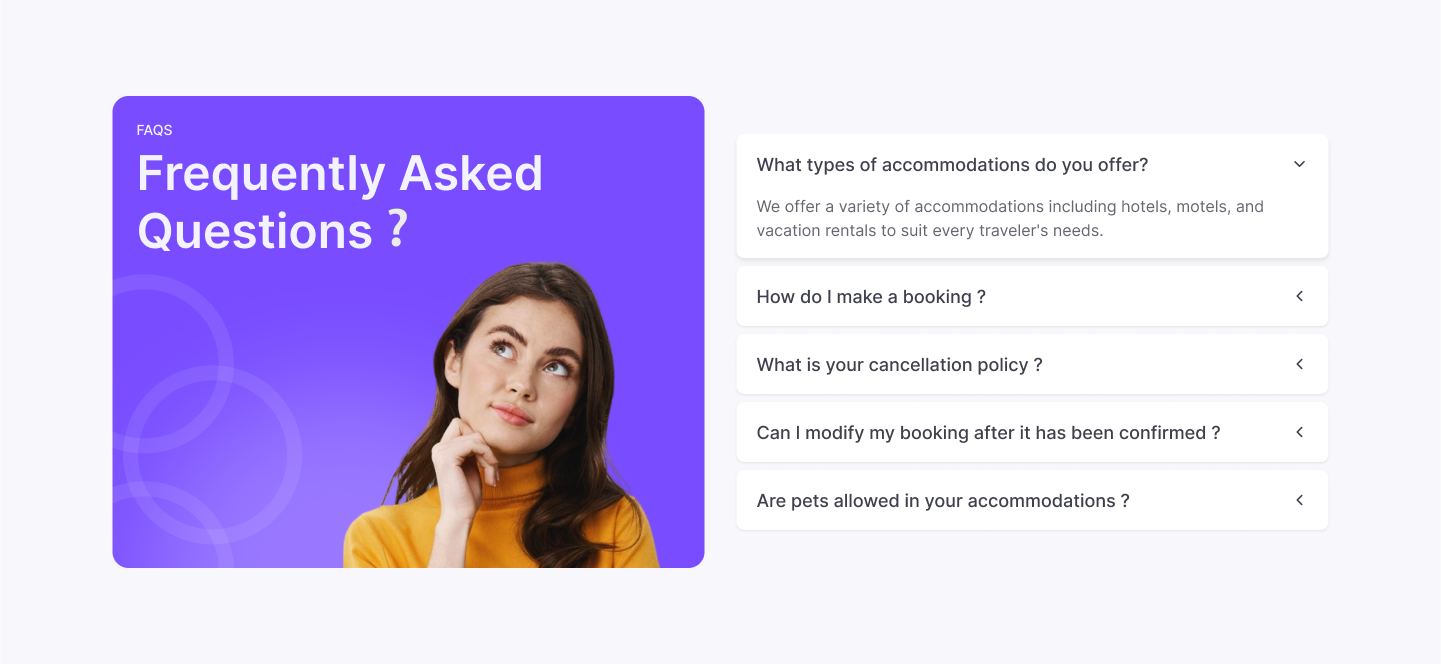 FAQS
Frequently Asked
Questions ?
What types of accommodations do you offer?
We offer a variety of accommodations including hotels, motels, and
vacation rentals to suit every traveler's needs.
How do I make a booking ?
What is your cancellation policy ?
Can I modify my booking after it has been confirmed ?
Are pets allowed in your accommodations ?